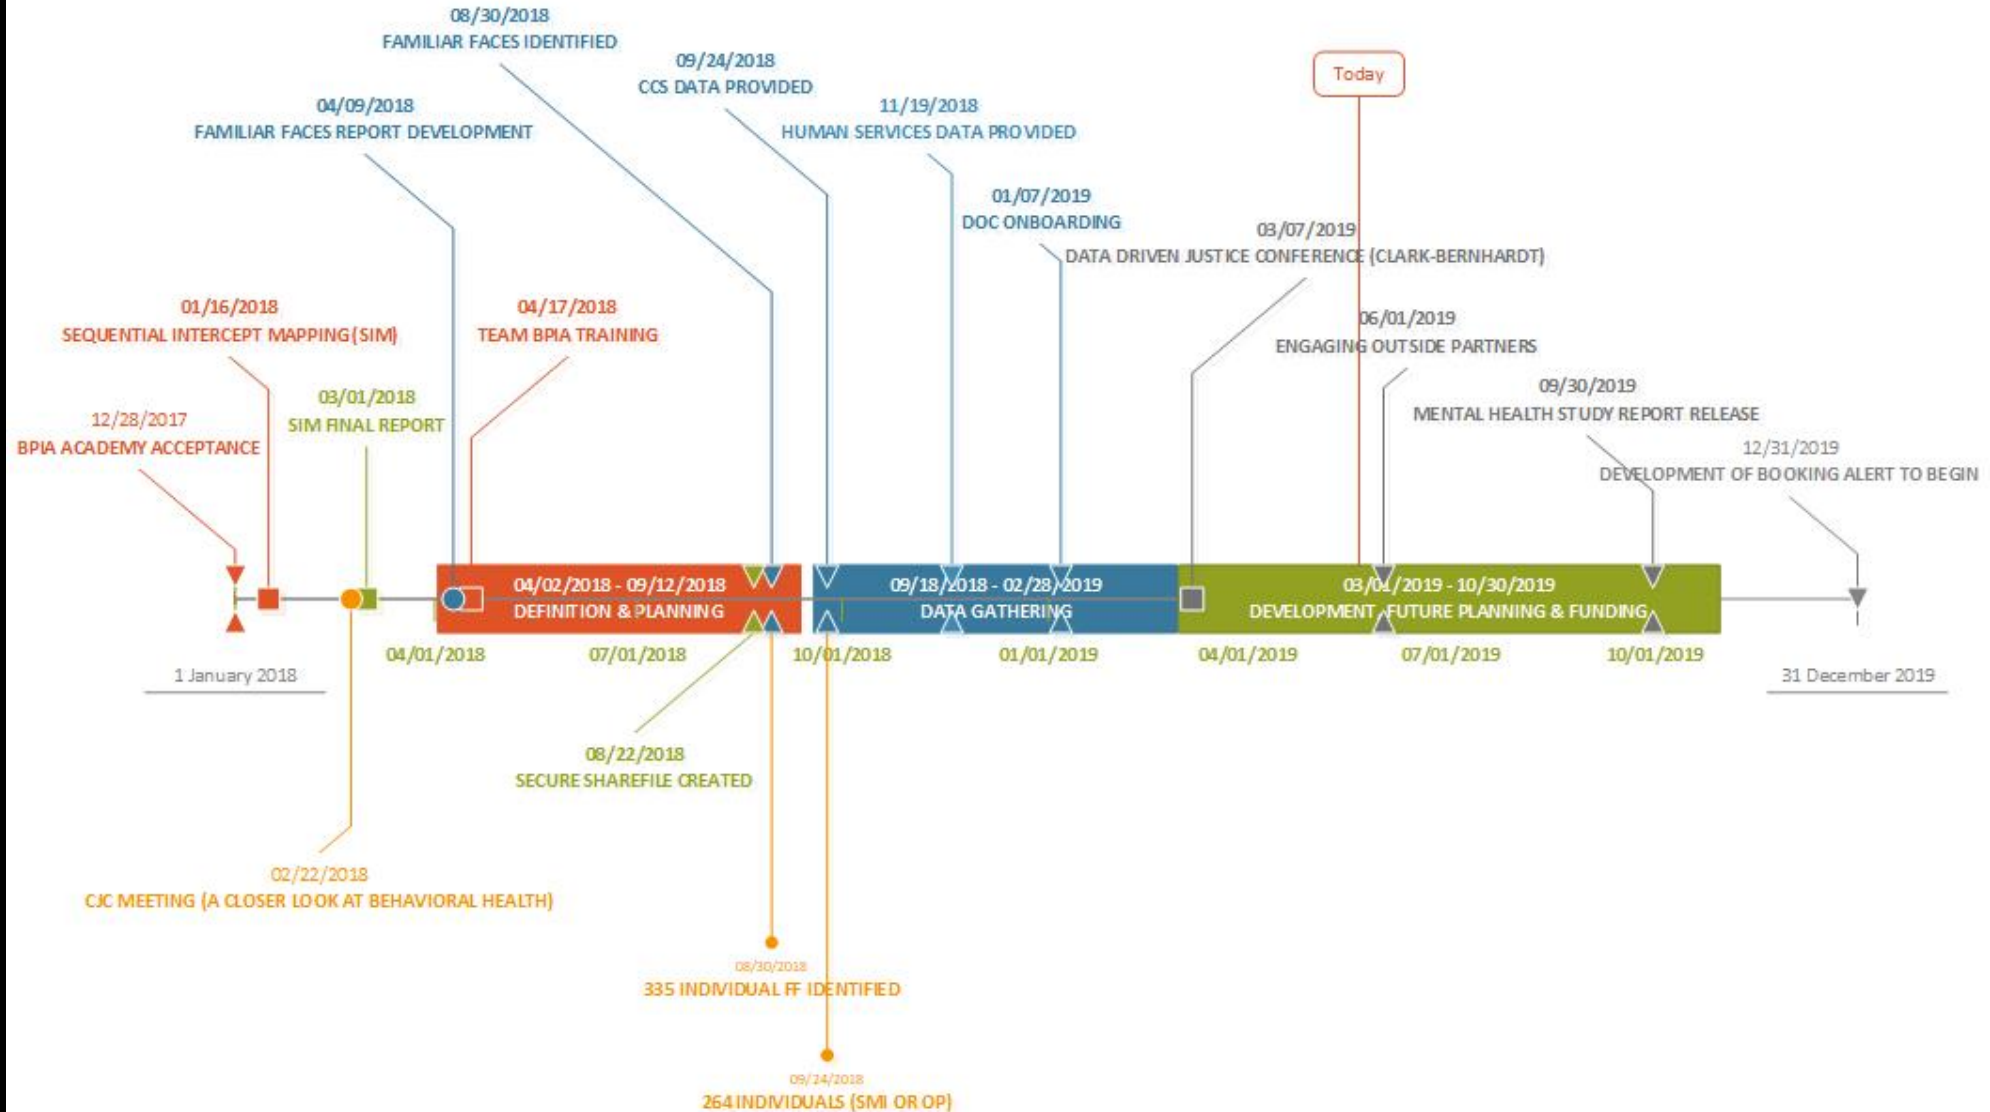 08/30/2018
FAMILIAR FACES IDENTIFIED
09/24/2018
CCS DATA PROVIDED
Today
04/09/2018
FAMILIAR FACES REPORT DEVELOPMENT
11/19/2018
HUMAN SERVICES DATA PROVIDED
01/07/2019
DOC ONBOARDING
03/07/2019
DATA DRIVEN JUSTICE CONFERENCE (CLARK-BERNHARDT)
01/16/2018
SEQUENTIAL INTERCEPT MAPPING (SIM)
04/17/2018
TEAM BPIA TRAINING
06/01/2019
ENGAGING OUTSIDE PARTNERS
03/01/2018
SIM FINAL REPORT
09/30/2019
MENTAL HEALTH STUDY REPORT RELEASE
12/28/2017
BPIA ACADEMY ACCEPTANCE
12/31/2019
DEVELOPMENT OF BOOKING ALERT TO BEGIN
04/02/2018 - 09/12/2018
DEFINITION & PLANNING
09/18/2018 - 02/28/2019
DATA GATHERING
03/01/2019 - 10/30/2019
DEVELOPMENT, FUTURE PLANNING & FUNDING
04/01/2018
07/01/2018
10/01/2018
01/01/2019
04/01/2019
07/01/2019
10/01/2019
1 January 2018
31 December 2019
08/22/2018
SECURE SHAREFILE CREATED
02/22/2018
CJC MEETING (A CLOSER LOOK AT BEHAVIORAL HEALTH)
08/30/2018
335 INDIVIDUAL FF IDENTIFIED
09/24/2018
264 INDIVIDUALS (SMI OR OP)